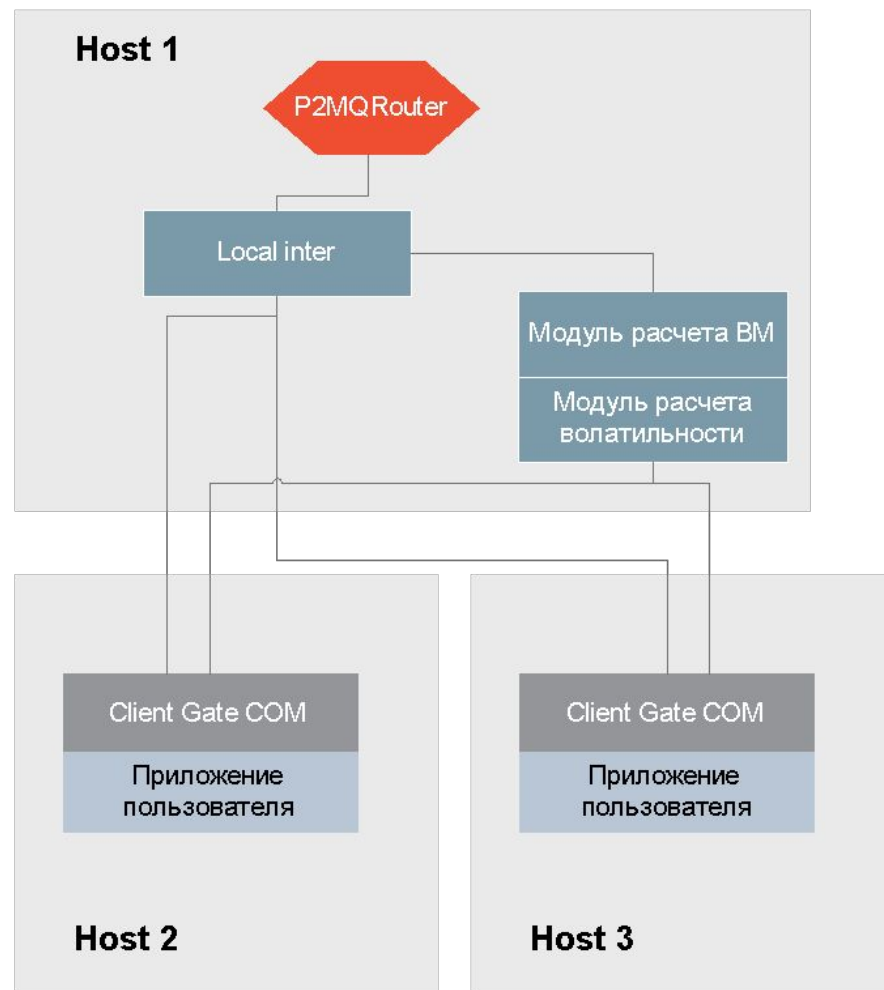 Host 1
P2MQRouter
Local inter
Модуль расчета ВМ
Модуль расчета
волатильности
Client Gate COM
Приложение
пользователя
Host 2
Client Gate COM
Приложение
пользователя
Host 3